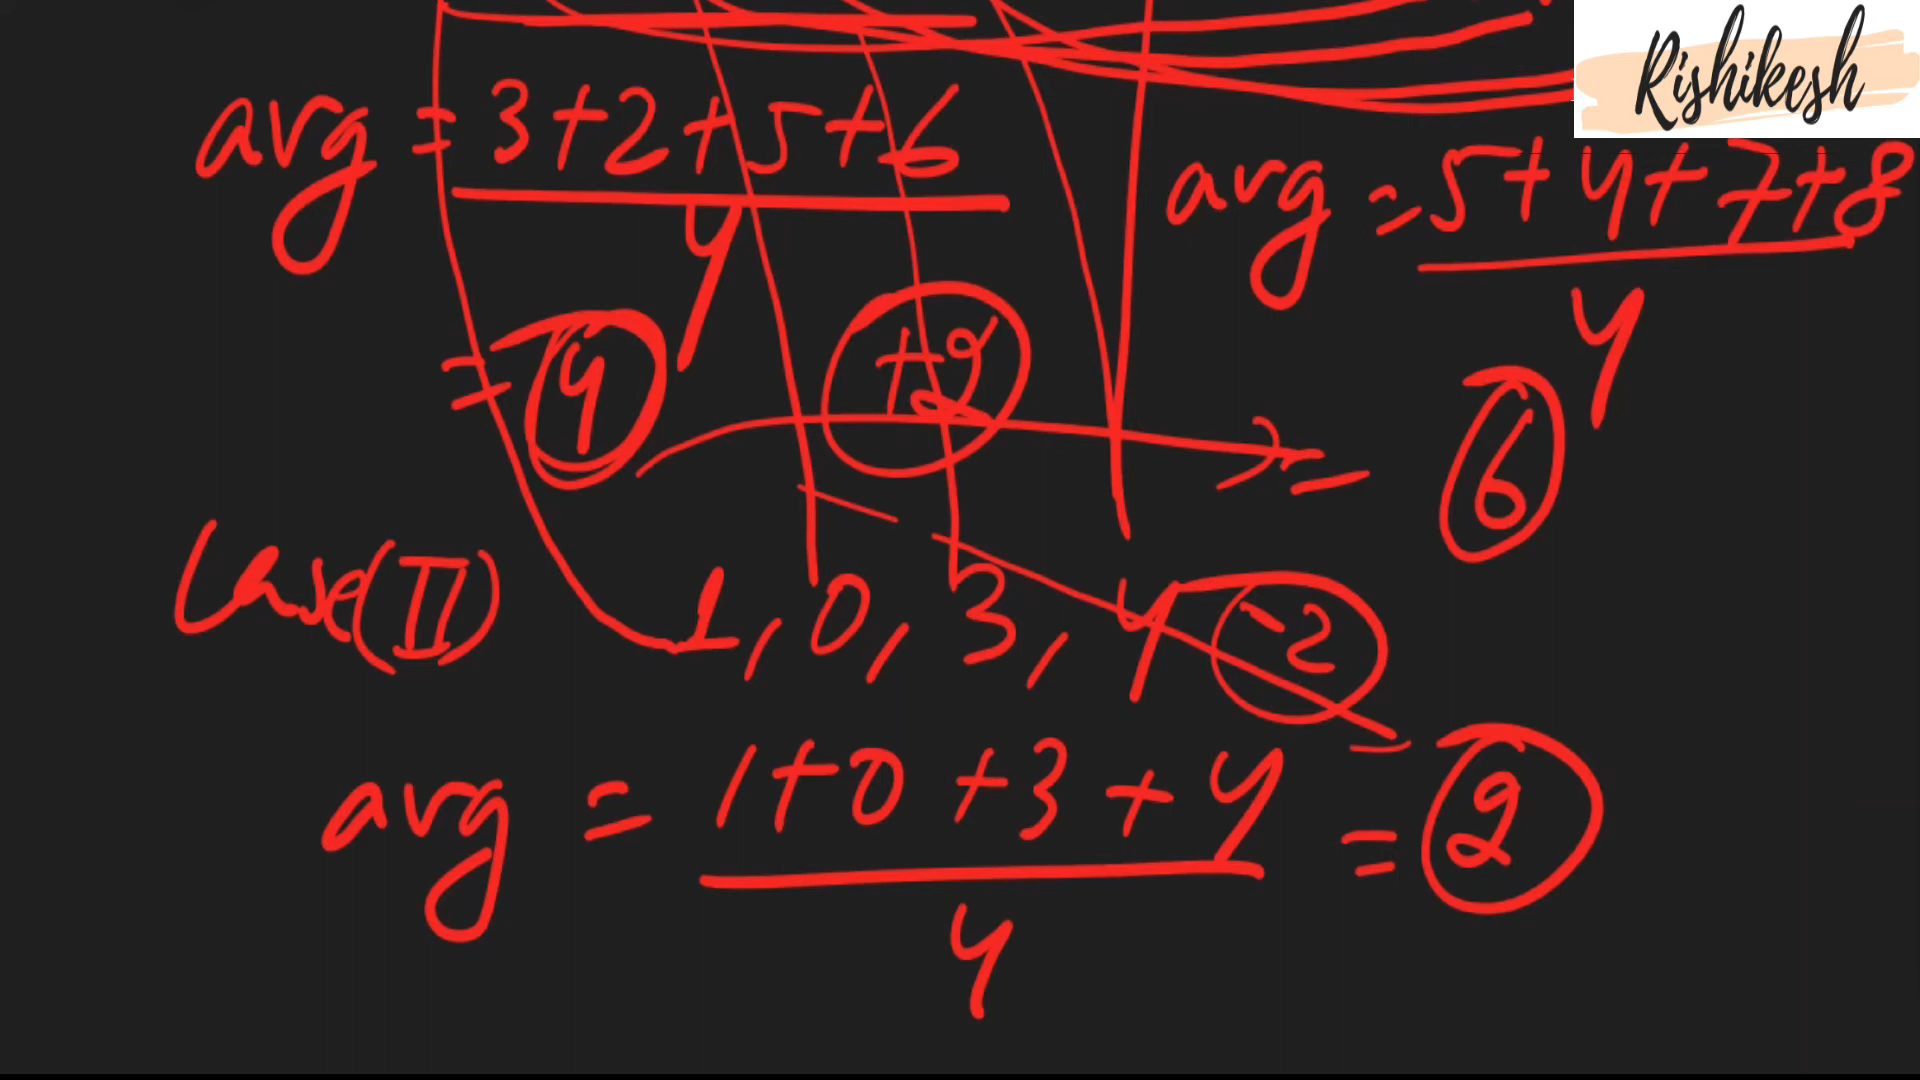 Rishikesh
avg = 3+2+5+6
4
avg = 5+4+7+8
4
= 4
+2
= 6
Case(II) 1, 0, 3, 4 -2
avg = 1+0+3+4 = 2
4